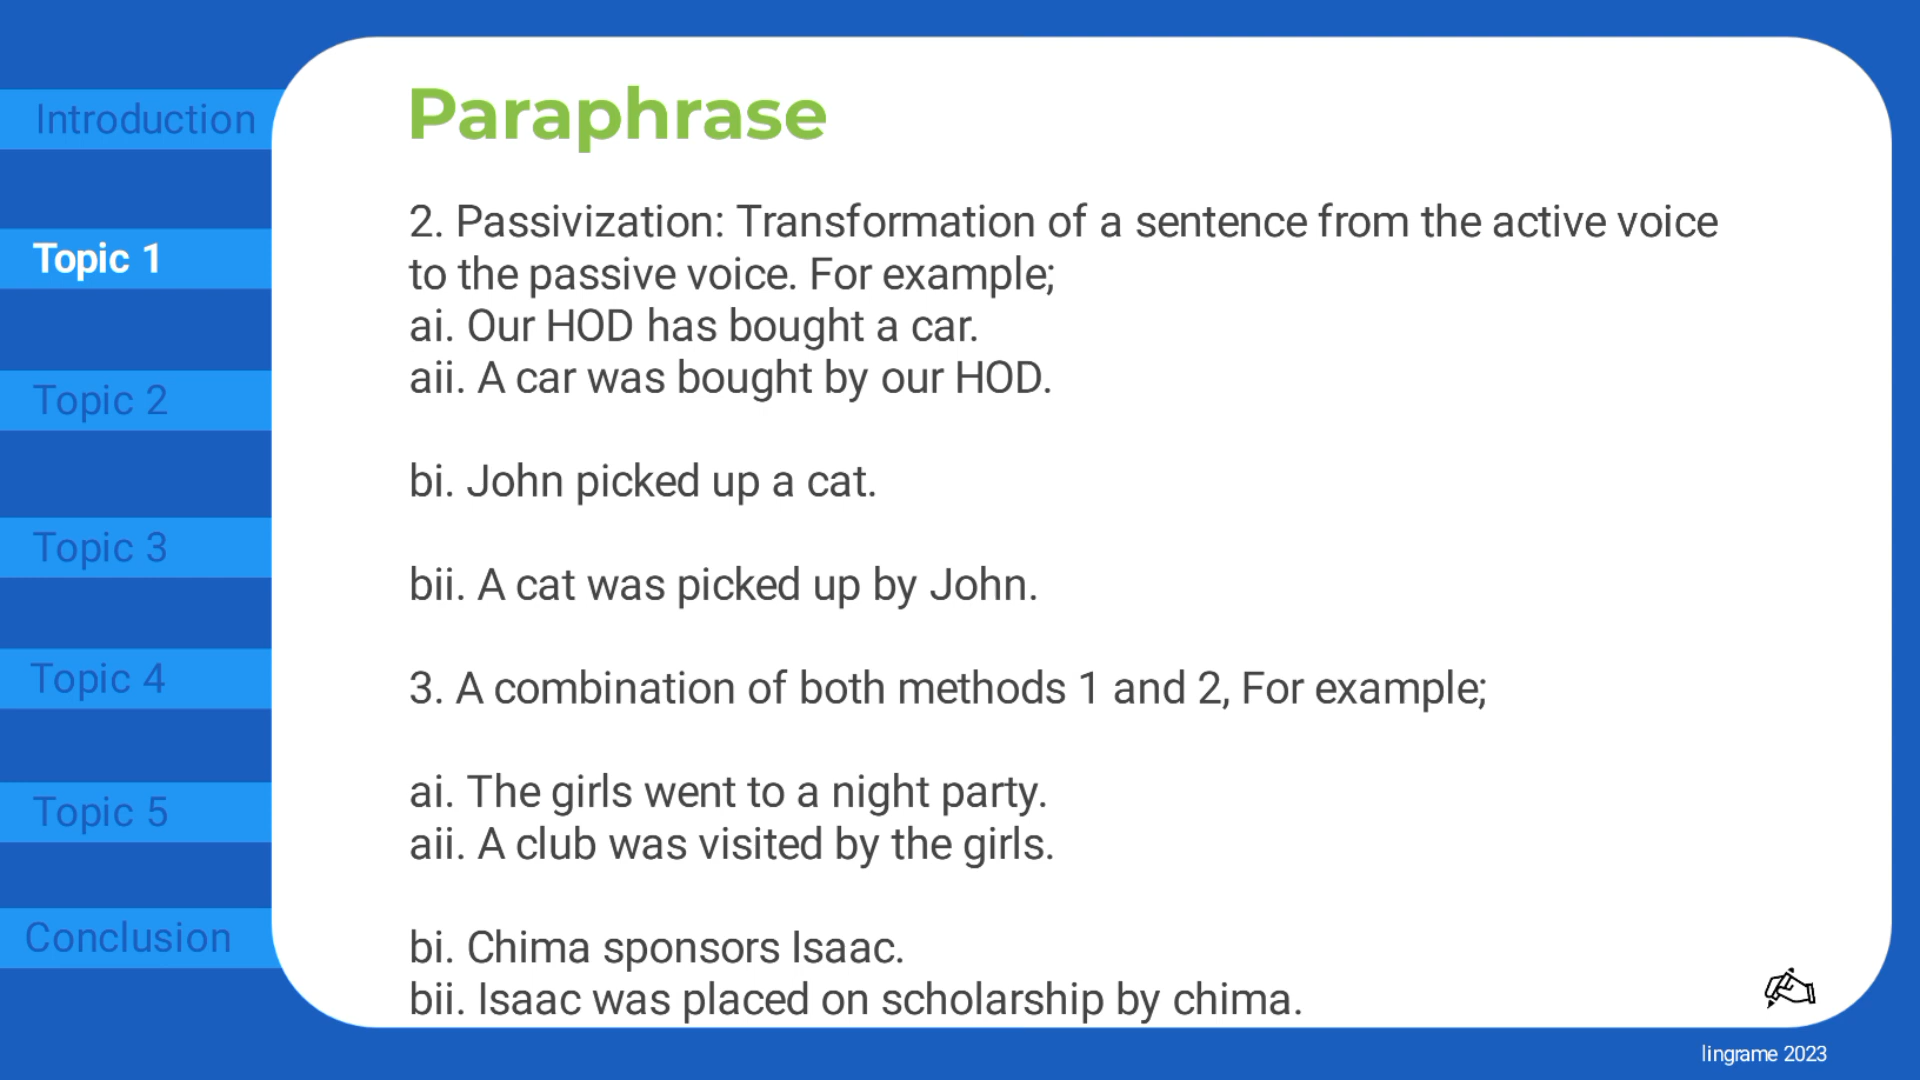 Introduction
Topic 1
Topic 2
Topic 3
Topic 4
Topic 5
Conclusion
Paraphrase
2. Passivization: Transformation of a sentence from the active voice
to the passive voice. For example;
ai. Our HOD has bought a car.
aii. A car was bought by our HOD.
bi. John picked up a cat.
bii. A cat was picked up by John.
3. A combination of both methods 1 and 2, For example;
ai. The girls went to a night party.
aii. A club was visited by the girls.
bi. Chima sponsors Isaac.
bii. Isaac was placed on scholarship by chima.
lingrame 2023